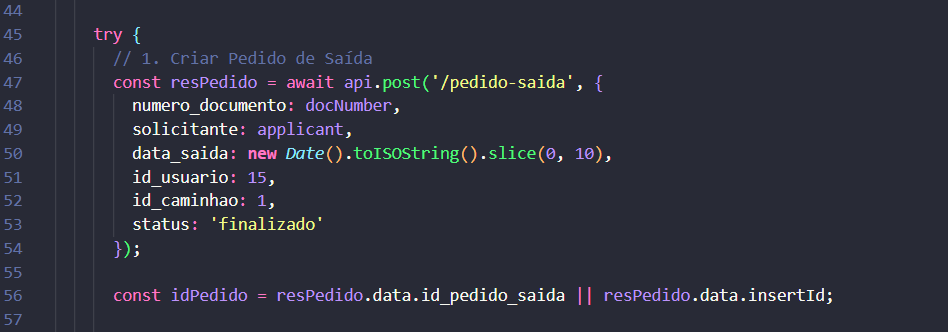 44
45 try {
46 // 1. Criar Pedido de Saída
47 const resPedido = await api.post('/pedido-saida', {
48 numero_documento: docNumber,
49 solicitante: applicant,
50 data_saida: new Date().toISOString().slice(0, 10),
51 id_usuario: 15,
52 id_caminhao: 1,
53 status: 'finalizado'
54 });
55
56 const idPedido = resPedido.data.id_pedido_saida || resPedido.data.insertId;
57